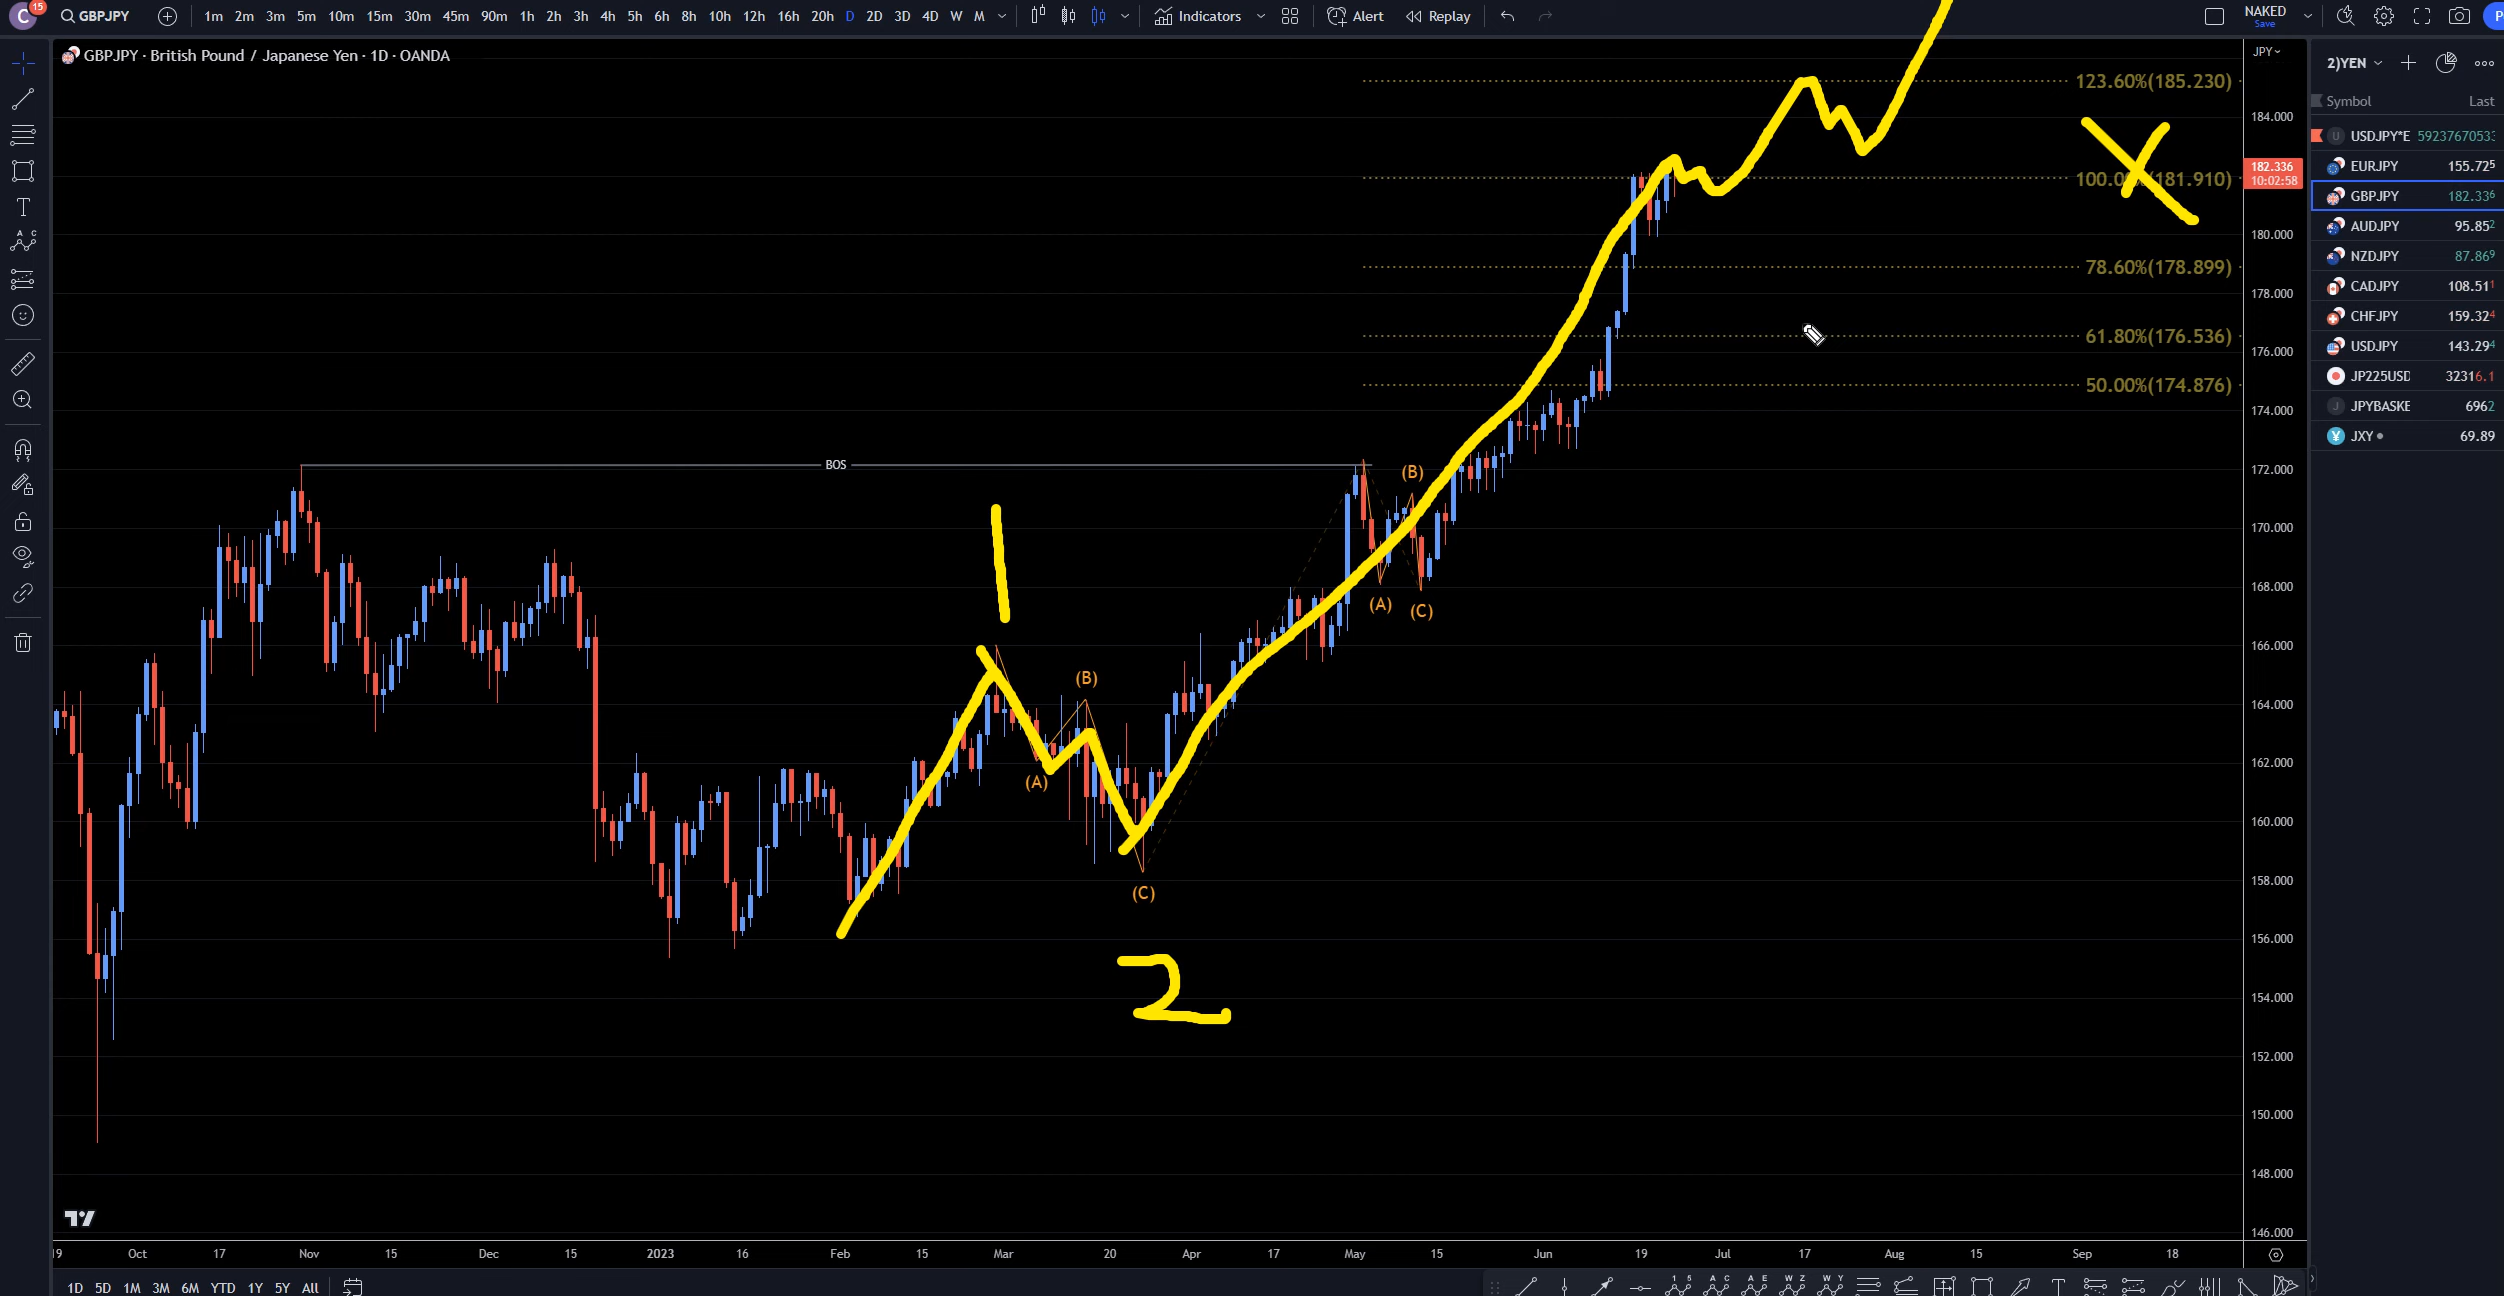 C 15 GBPJPY 1m 2m 3m 5m 10m 15m 30m 45m 90m 1h 2h 3h 4h 5h 6h 8h 10h 12h 16h 20h D 2D 3D 4D W M Indicators Alert Replay NAKED Save
GBPJPY · British Pound / Japanese Yen · 1D · OANDA
JPY
2)YEN
Symbol Last
USDJPY*E 5923767053
EURJPY 155.725
GBPJPY 182.336
AUDJPY 95.852
NZDJPY 87.869
CADJPY 108.511
CHFJPY 159.324
USDJPY 143.294
JP225USD 32316.1
JPYBASKE 6962
JXY 69.89
123.60%(185.230)
184.000
182.336
10:02:58
181.910)
180.000
78.60%(178.899)
178.000
61.80%(176.536)
176.000
50.00%(174.876)
174.000
172.000
170.000
168.000
166.000
164.000
162.000
160.000
158.000
156.000
154.000
152.000
150.000
148.000
146.000
BOS
(B)
(A) (C)
1
(B)
(A)
(C)
2
X
19 Oct 17 Nov 15 Dec 15 2023 16 Feb 15 Mar 20 Apr 17 May 15 Jun 19 Jul 17 Aug 15 Sep 18
1D 5D 1M 3M 6M YTD 1Y 5Y All